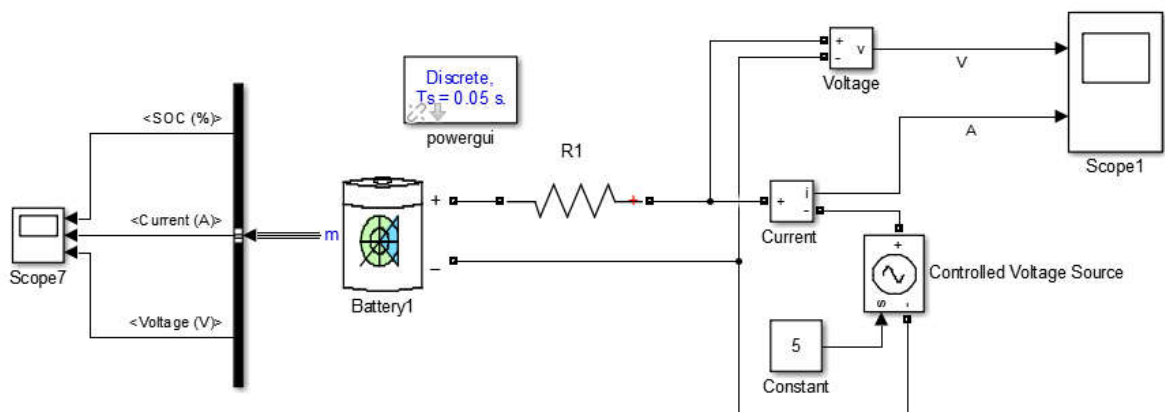 <SOC (%)>
<Current (A)>
<Voltage (V)>
Scope7
Discrete,
Ts = 0.05 s.
powergui
m
+
−
Battery1
R1
+
+
-
v
Voltage
V
A
Scope1
+
i
-
Current
+
s
-
Controlled Voltage Source
5
Constant